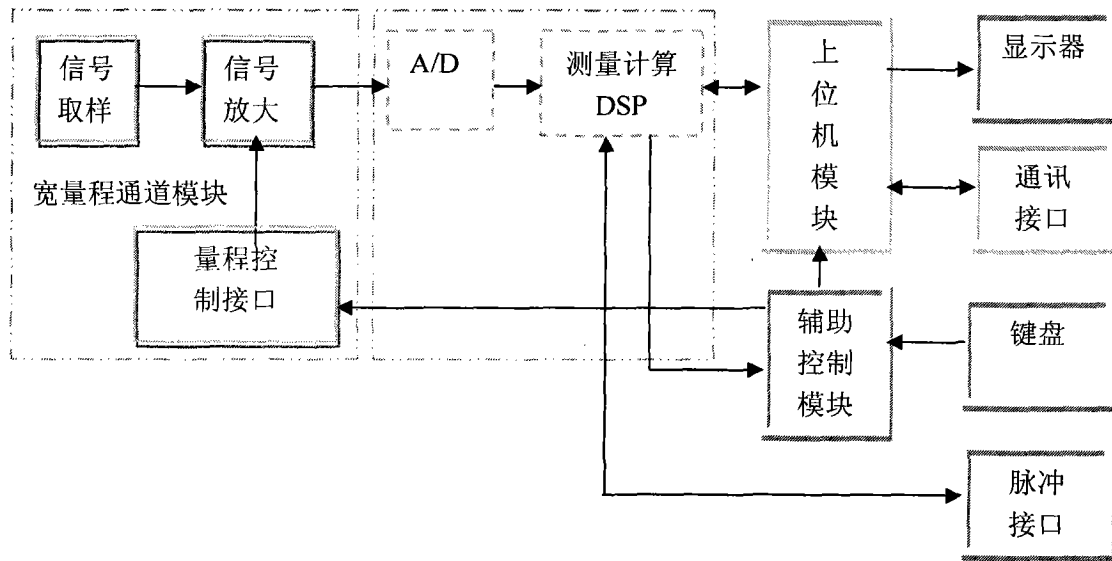 信号
取样
信号
放大
A/D
测量计算
DSP
上
位
机
模
块
显示器
通讯
接口
宽量程通道模块
量程控
制接口
辅助
控制
模块
键盘
脉冲
接口